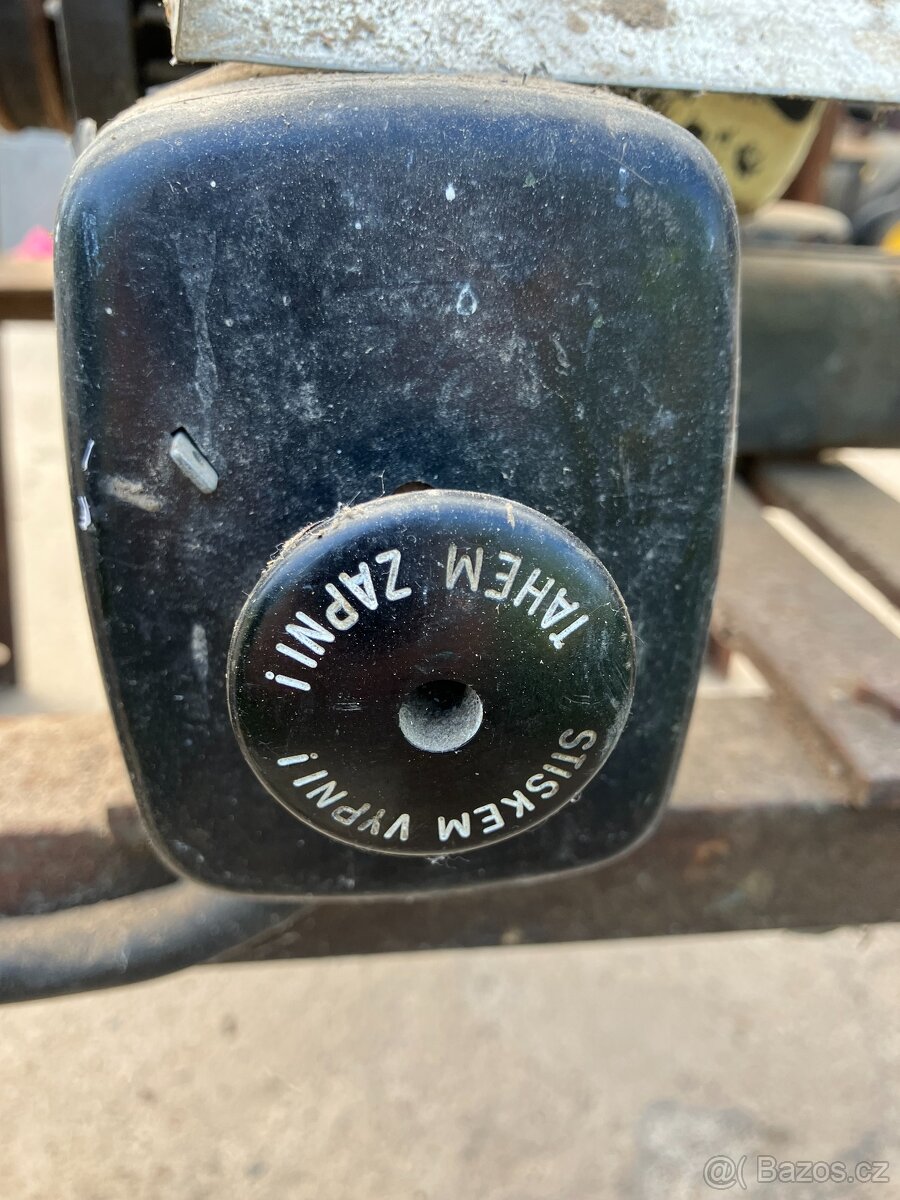 TAHEM ZAPNI!
STISKEM VYPNI!
@( Bazos.cz